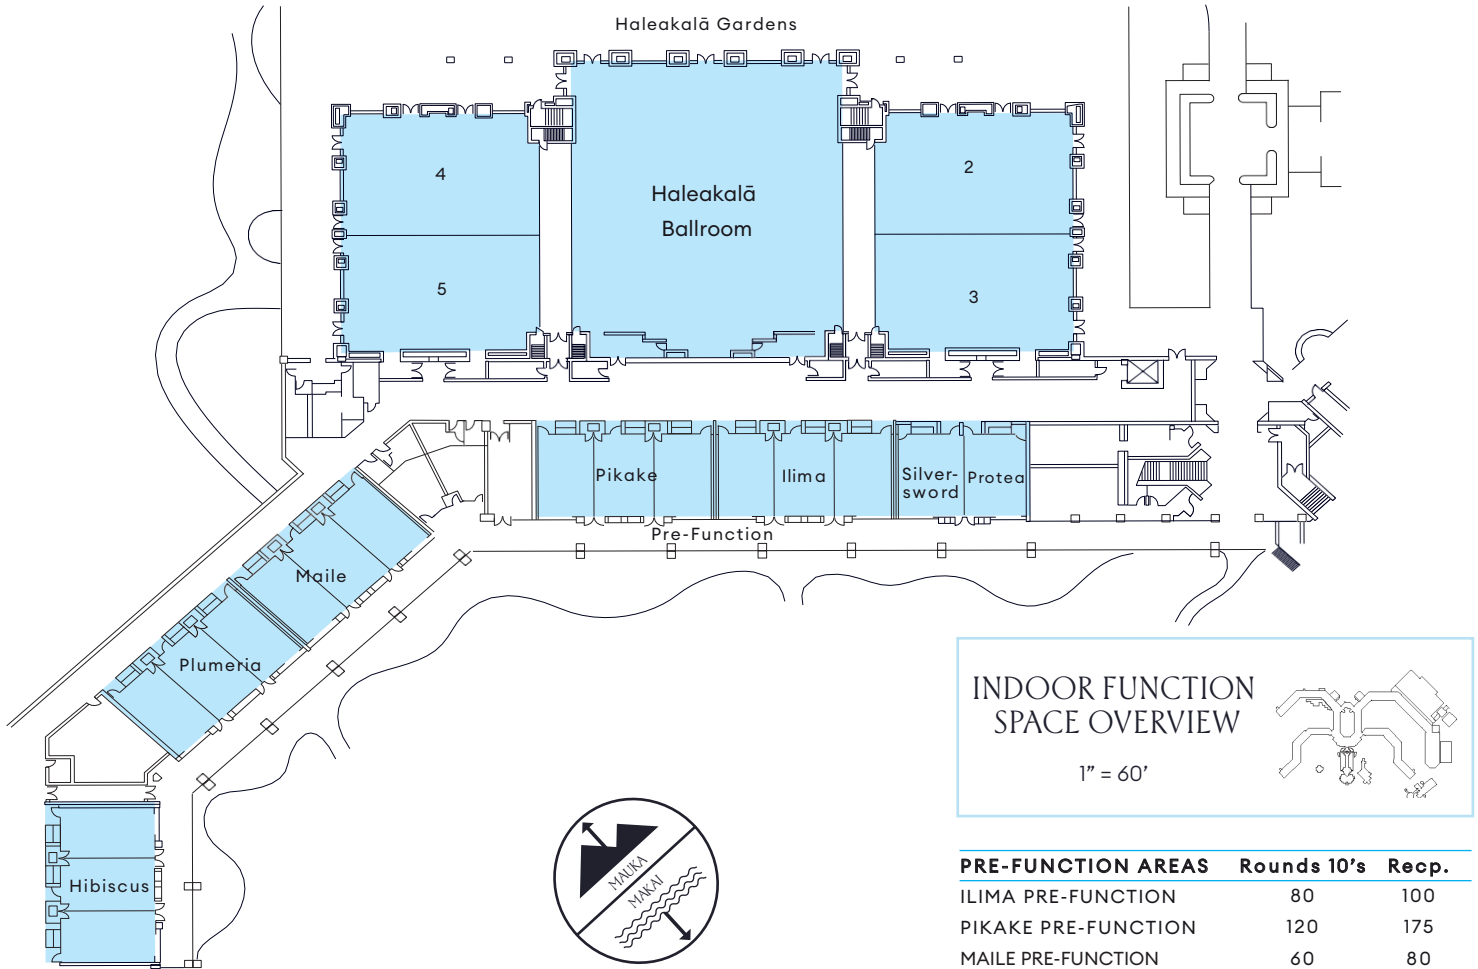 Haleakalā Gardens
4
Haleakalā
Ballroom
2
5
3
Pikake
Ilima
Silver-
sword
Protea
Pre-Function
Maile
Plumeria
Hibiscus
MAUKA
MAKAI
INDOOR FUNCTION
SPACE OVERVIEW
1” = 60’
PRE-FUNCTION AREAS Rounds 10’s Recp.
ILIMA PRE-FUNCTION 80 100
PIKAKE PRE-FUNCTION 120 175
MAILE PRE-FUNCTION 60 80